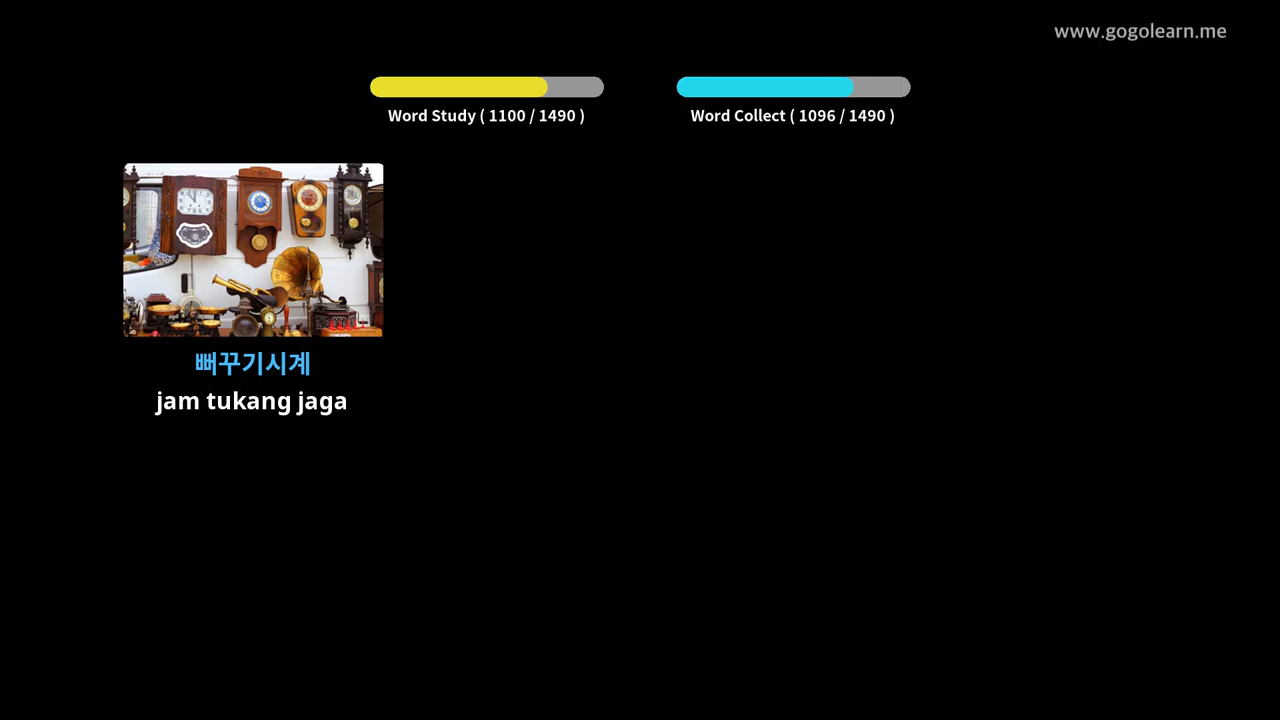 www.gogolearn.me
Word Study ( 1100 / 1490 )
Word Collect ( 1096 / 1490 )
뻐꾸기시계
jam tukang jaga